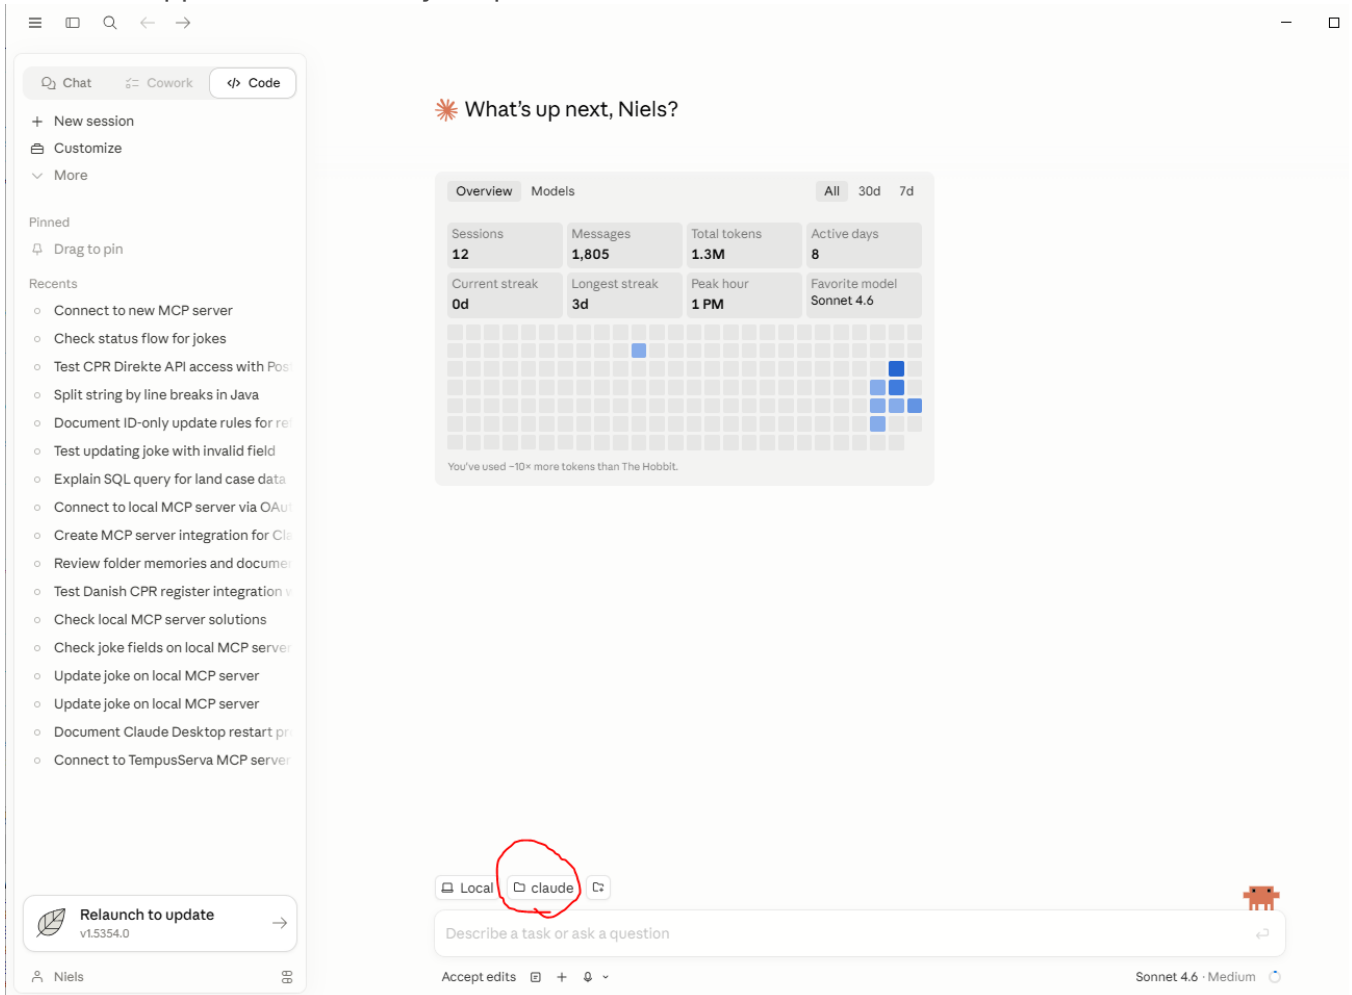 Chat
Cowork
Code
New session
Customize
More
Pinned
Drag to pin
Recents
Connect to new MCP server
Check status flow for jokes
Test CPR Direkte API access with Pos
Split string by line breaks in Java
Document ID-only update rules for re
Test updating joke with invalid field
Explain SQL query for land case data
Connect to local MCP server via OAu
Create MCP server integration for Cla
Review folder memories and docume
Test Danish CPR register integration
Check local MCP server solutions
Check joke fields on local MCP server
Update joke on local MCP server
Update joke on local MCP server
Document Claude Desktop restart pr
Connect to TempusServa MCP server
Relaunch to update
v1.5354.0
Niels
What's up next, Niels?
Overview Models All 30d 7d
Sessions Messages Total tokens Active days
12 1,805 1.3M 8
Current streak Longest streak Peak hour Favorite model
0d 3d 1 PM Sonnet 4.6
You've used ~10× more tokens than The Hobbit.
Local claude
Describe a task or ask a question
Accept edits Sonnet 4.6 · Medium